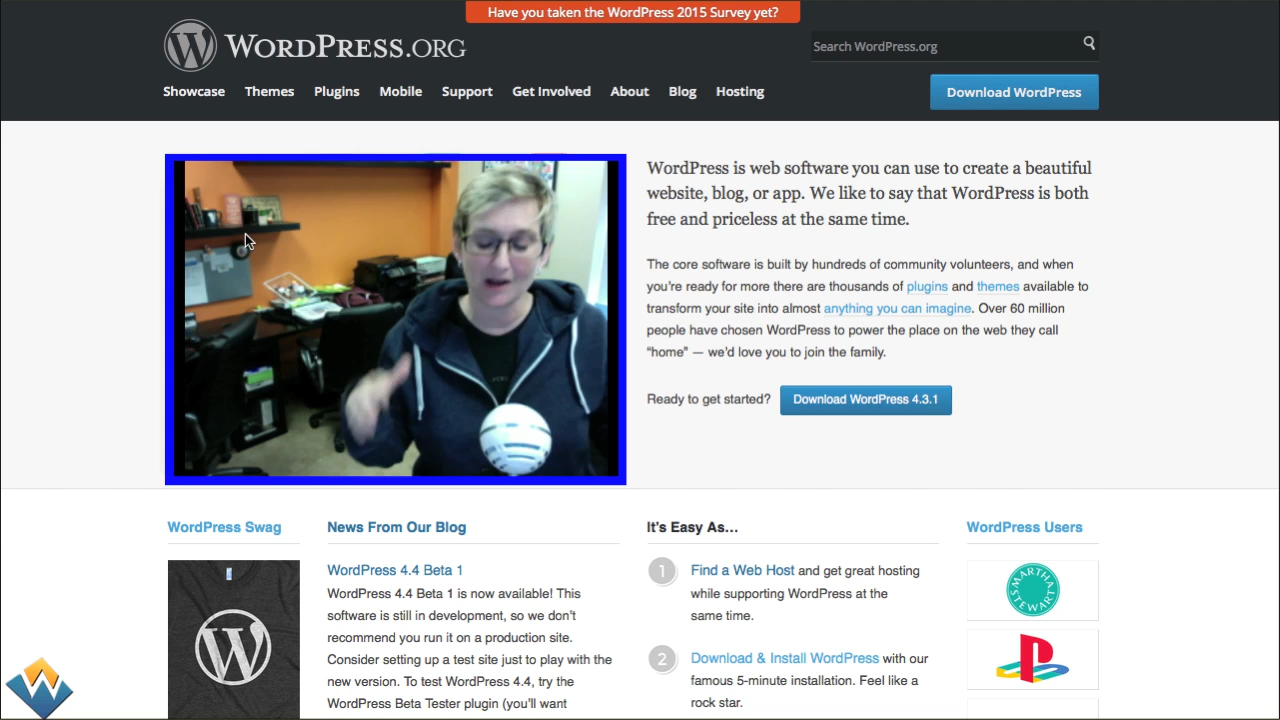 Have you taken the WordPress 2015 Survey yet?
WORDPRESS.ORG
Search WordPress.org
Showcase Themes Plugins Mobile Support Get Involved About Blog Hosting
Download WordPress
WordPress is web software you can use to create a beautiful
website, blog, or app. We like to say that WordPress is both
free and priceless at the same time.
The core software is built by hundreds of community volunteers, and when
you’re ready for more there are thousands of plugins and themes available to
transform your site into almost anything you can imagine. Over 60 million
people have chosen WordPress to power the place on the web they call
“home” — we’d love you to join the family.
Ready to get started? Download WordPress 4.3.1
WordPress Swag
News From Our Blog
WordPress 4.4 Beta 1
WordPress 4.4 Beta 1 is now available! This
software is still in development, so we don’t
recommend you run it on a production site.
Consider setting up a test site just to play with the
new version. To test WordPress 4.4, try the
WordPress Beta Tester plugin (you’ll want
It’s Easy As…
1 Find a Web Host and get great hosting
while supporting WordPress at the
same time.
2 Download & Install WordPress with our
famous 5-minute installation. Feel like a
rock star.
WordPress Users
MARTHA
STEWART